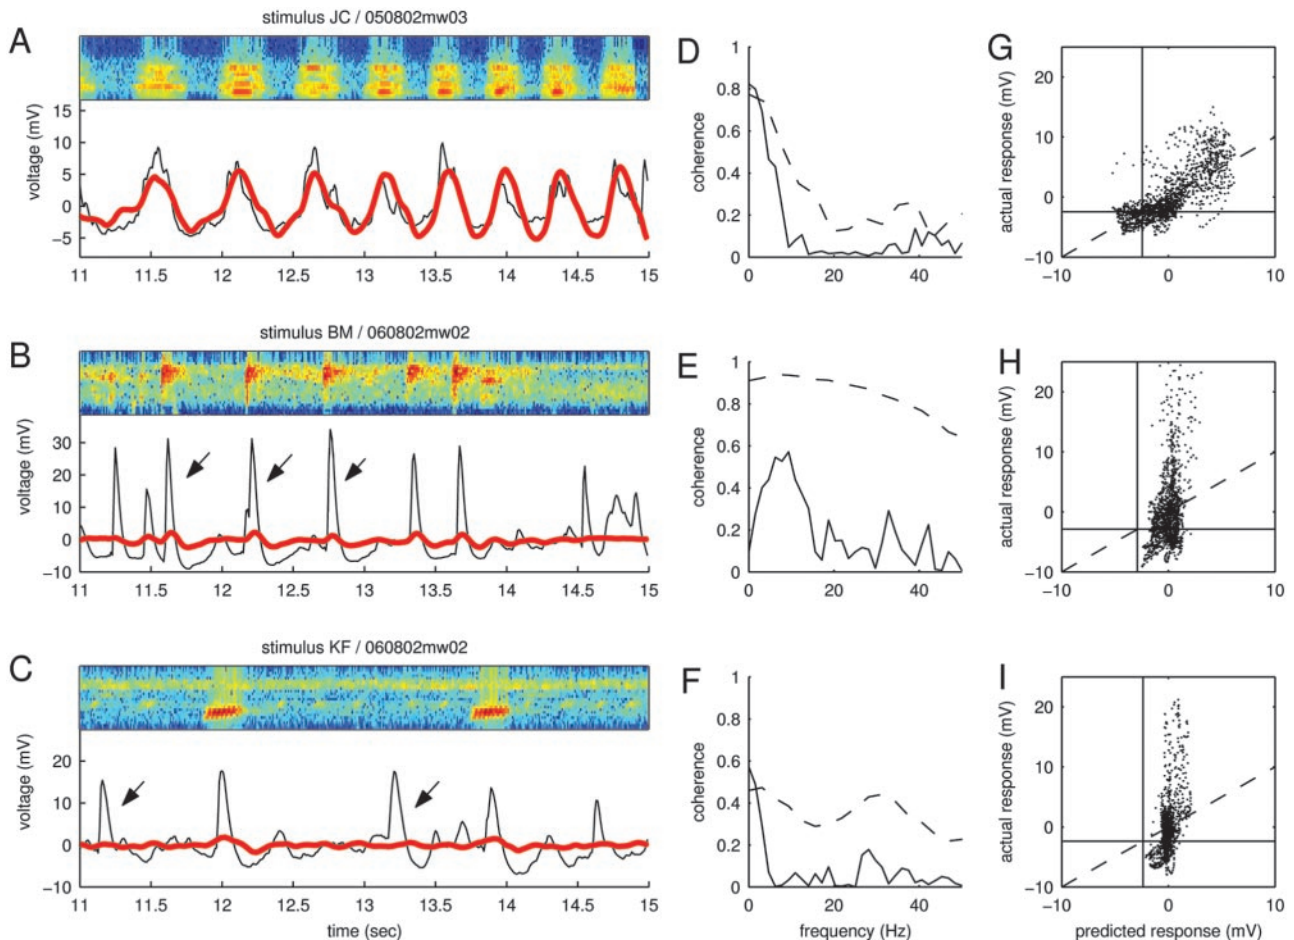 stimulus JC / 050802mw03
A
voltage (mV)
15
10
5
0
−5
11 11.5 12 12.5 13 13.5 14 14.5 15
D
coherence
1
0.8
0.6
0.4
0.2
0
0 20 40
G
actual response (mV)
20
10
0
−10
−10 0 10
stimulus BM / 060802mw02
B
voltage (mV)
30
20
10
0
−10
11 11.5 12 12.5 13 13.5 14 14.5 15
E
coherence
1
0.8
0.6
0.4
0.2
0
0 20 40
H
actual response (mV)
20
10
0
−10
−10 0 10
stimulus KF / 060802mw02
C
voltage (mV)
20
10
0
−10
11 11.5 12 12.5 13 13.5 14 14.5 15
time (sec)
F
coherence
1
0.8
0.6
0.4
0.2
0
0 20 40
frequency (Hz)
I
actual response (mV)
20
10
0
−10
−10 0 10
predicted response (mV)